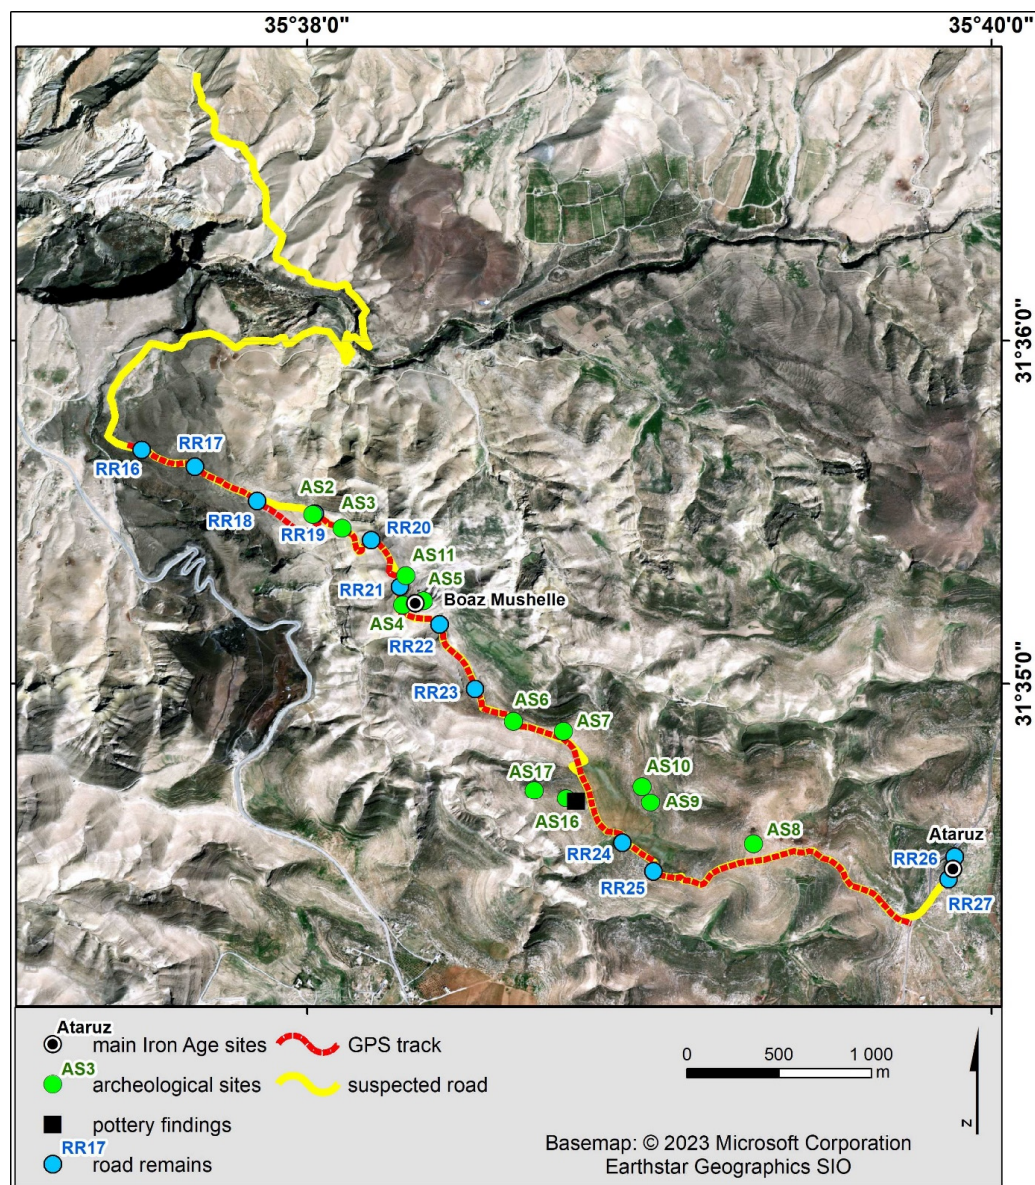 35°38'0"
35°40'0"
31°36'0"
RR17
RR16
AS2
AS3
RR18
RR19
RR20
AS11
AS5
RR21
Boaz Mushelle
AS4
RR22
31°35'0"
RR23
AS6
AS7
AS17
AS10
AS16
AS9
AS8
Ataruz
RR24
RR26
RR25
RR27
Ataruz
main Iron Age sites
GPS track
AS3
archeological sites
suspected road
pottery findings
RR17
road remains
0 500 1 000
m
N
Basemap: © 2023 Microsoft Corporation
Earthstar Geographics SIO